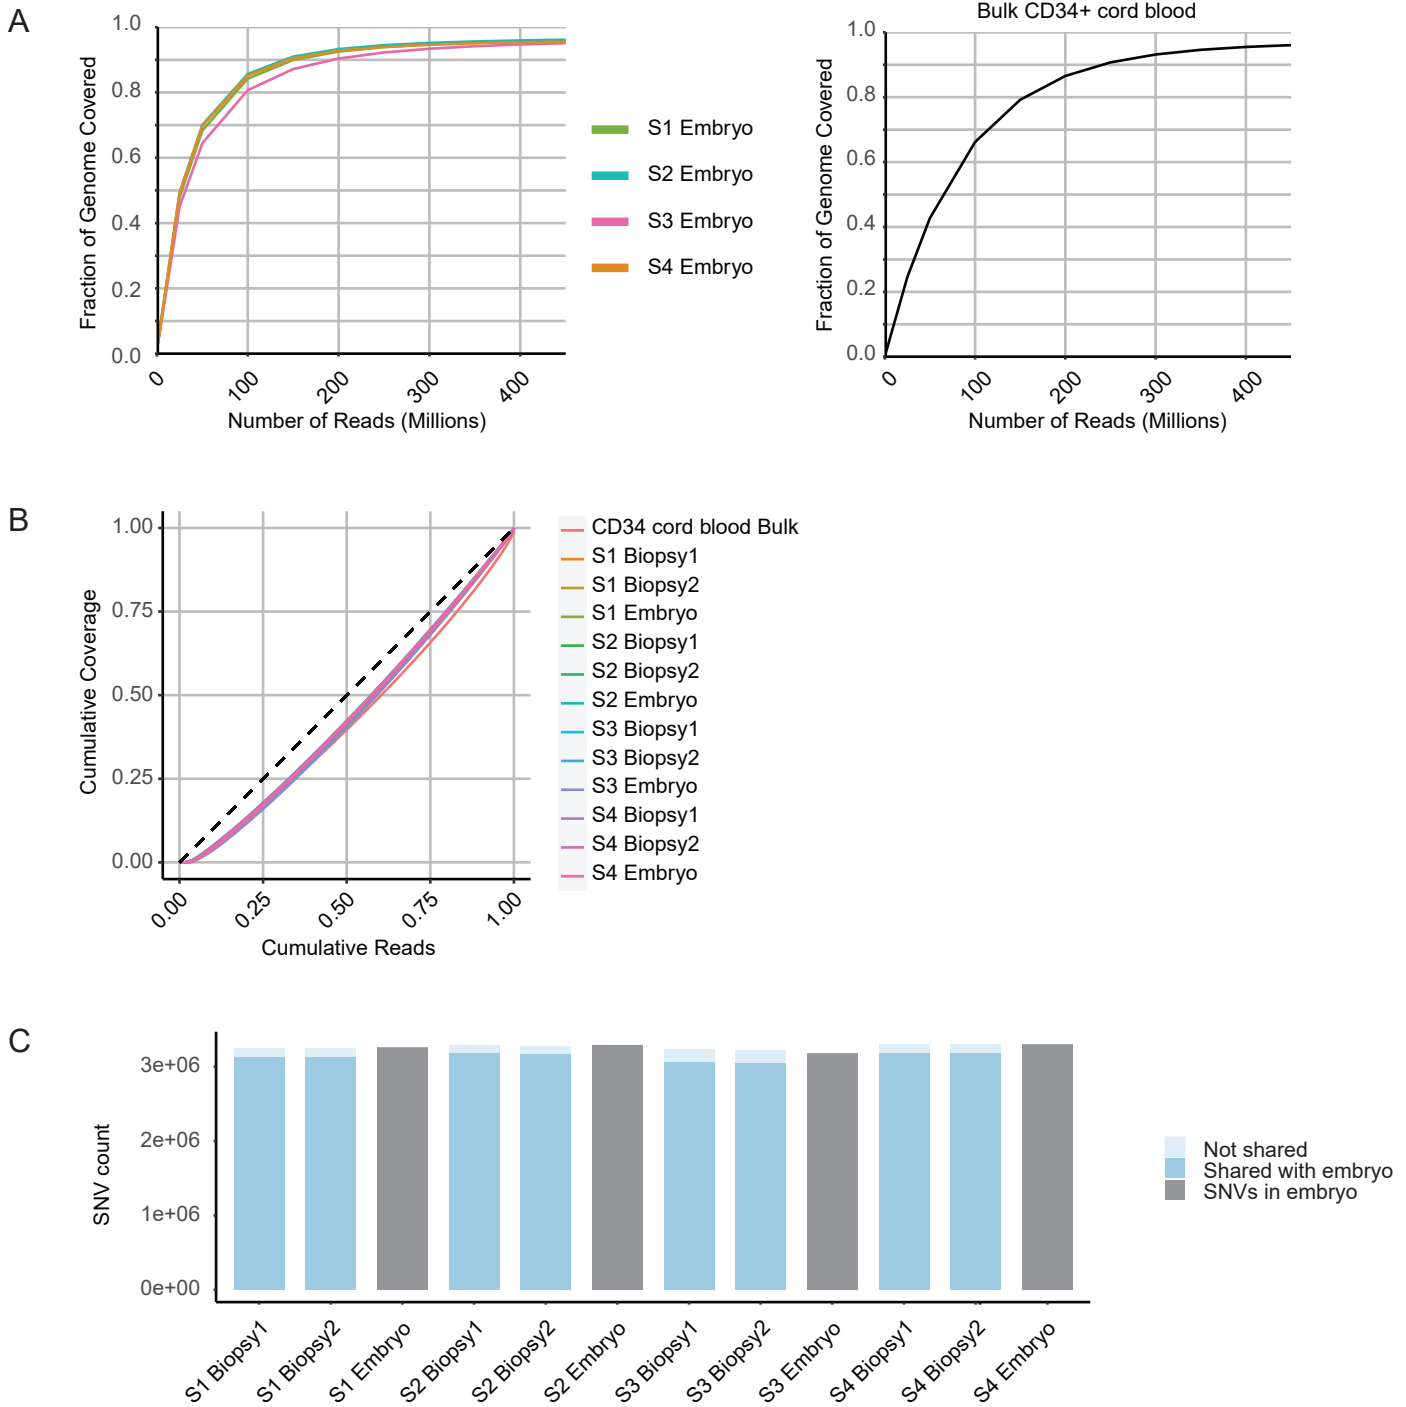 A
1.0
0.8
0.6
0.4
0.2
0.0
Fraction of Genome Covered
0
100
200
300
400
Number of Reads (Millions)
S1 Embryo
S2 Embryo
S3 Embryo
S4 Embryo
Bulk CD34+ cord blood
1.0
0.8
0.6
0.4
0.2
0.0
Fraction of Genome Covered
0
100
200
300
400
Number of Reads (Millions)
B
1.00
0.75
0.50
0.25
0.00
Cumulative Coverage
0.00
0.25
0.50
0.75
1.00
Cumulative Reads
CD34 cord blood Bulk
S1 Biopsy1
S1 Biopsy2
S1 Embryo
S2 Biopsy1
S2 Biopsy2
S2 Embryo
S3 Biopsy1
S3 Biopsy2
S3 Embryo
S4 Biopsy1
S4 Biopsy2
S4 Embryo
C
3e+06
2e+06
1e+06
0e+00
SNV count
S1 Biopsy1
S1 Biopsy2
S1 Embryo
S2 Biopsy1
S2 Biopsy2
S2 Embryo
S3 Biopsy1
S3 Biopsy2
S3 Embryo
S4 Biopsy1
S4 Biopsy2
S4 Embryo
Not shared
Shared with embryo
SNVs in embryo